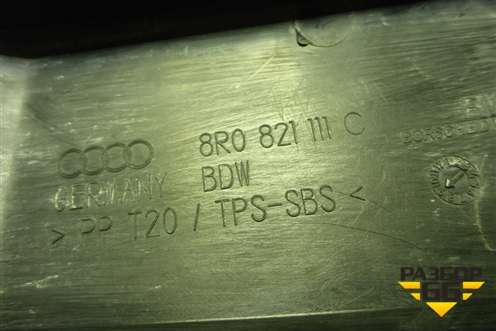 8R0 821 111 C
GERMANY BDW
> PP T20 / TPS-SBS <
РАЗБОР
66